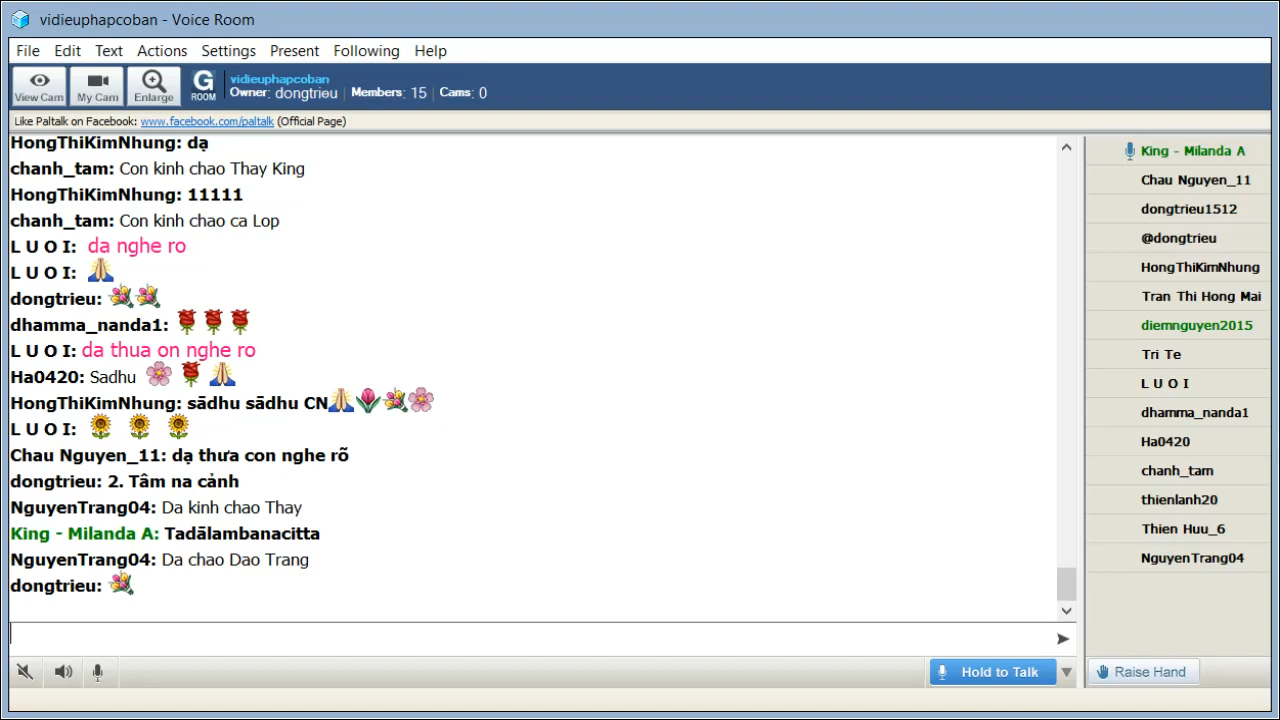 vidieuphapcoban - Voice Room
File Edit Text Actions Settings Present Following Help
View Cam My Cam Enlarge G ROOM
vidieuphapcoban
Owner: dongtrieu | Members: 15 | Cams: 0
Like Paltalk on Facebook: www.facebook.com/paltalk (Official Page)
HongThiKimNhung: dạ
chanh_tam: Con kinh chao Thay King
HongThiKimNhung: 11111
chanh_tam: Con kinh chao ca Lop
L U O I: da nghe ro
L U O I:
dongtrieu:
dhamma_nanda1:
L U O I: da thua on nghe ro
Ha0420: Sadhu
HongThiKimNhung: sādhu sādhu CN
L U O I:
Chau Nguyen_11: dạ thưa con nghe rõ
dongtrieu: 2. Tâm na cảnh
NguyenTrang04: Da kinh chao Thay
King - Milanda A: Tadālambanacitta
NguyenTrang04: Da chao Dao Trang
dongtrieu:
King - Milanda A
Chau Nguyen_11
dongtrieu1512
@dongtrieu
HongThiKimNhung
Tran Thi Hong Mai
diemnguyen2015
Tri Te
L U O I
dhamma_nanda1
Ha0420
chanh_tam
thienlanh20
Thien Huu_6
NguyenTrang04
Hold to Talk
Raise Hand